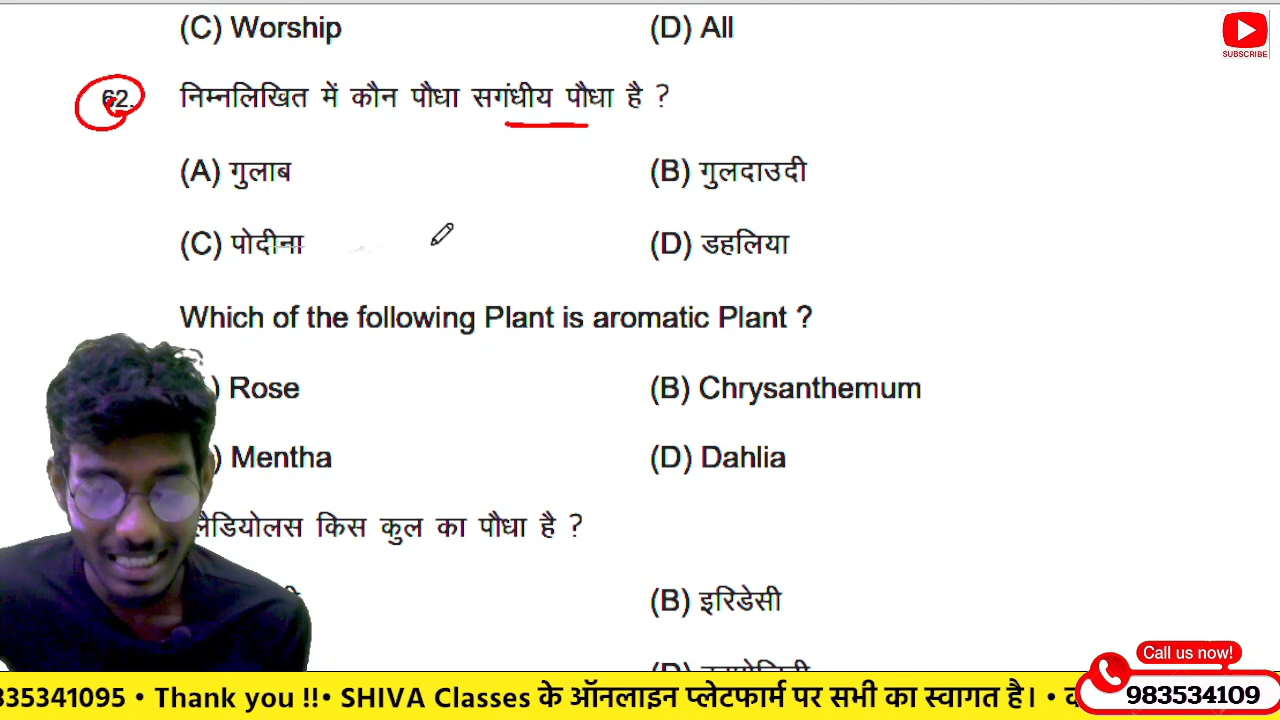 (C) Worship (D) All
SUBSCRIBE
62. निम्नलिखित में कौन पौधा सगंधीय पौधा है ?
(A) गुलाब (B) गुलदाउदी
(C) पोदीना (D) डहलिया
Which of the following Plant is aromatic Plant ?
) Rose (B) Chrysanthemum
) Mentha (D) Dahlia
लैडियोलस किस कुल का पौधा है ?
(B) इरिडेसी
(D)
Call us now!
335341095 • Thank you !!• SHIVA Classes के ऑनलाइन प्लेटफार्म पर सभी का स्वागत है। •
983534109